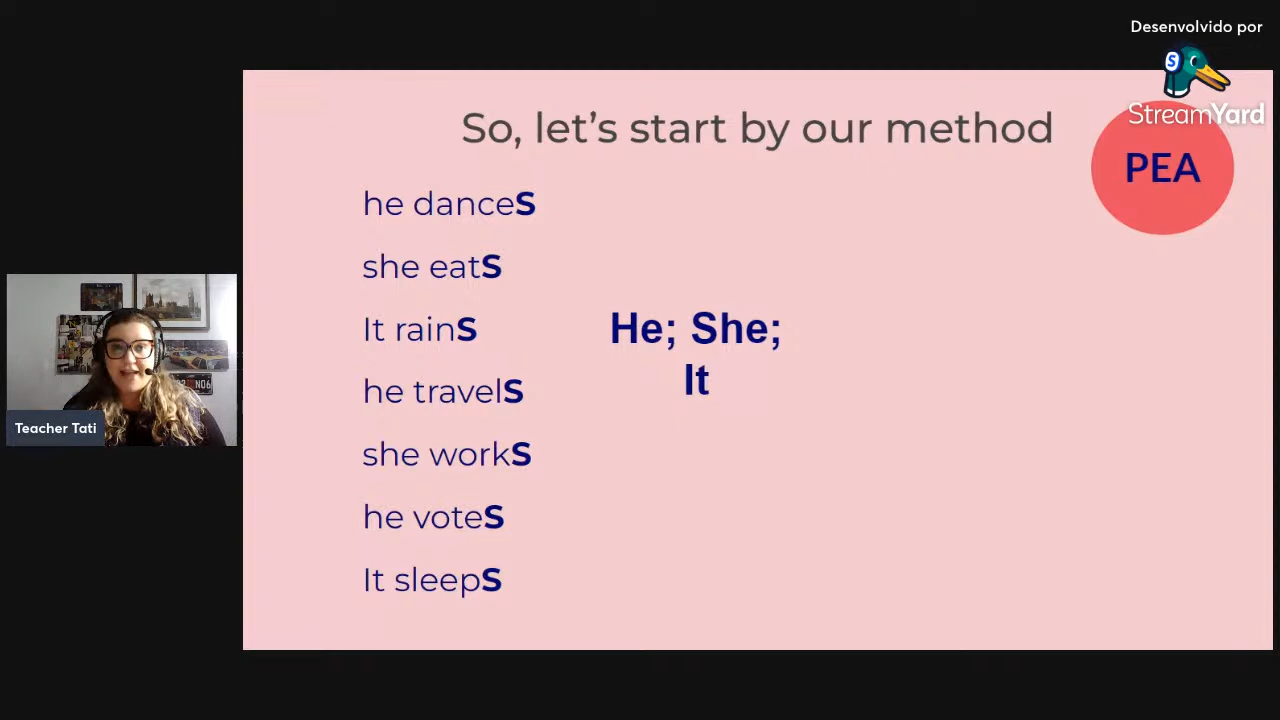 Desenvolvido por
StreamYard
So, let's start by our method
PEA
he danceS
she eatS
It rainS
he travelS
she workS
he voteS
It sleepS
He; She;
It
Teacher Tati